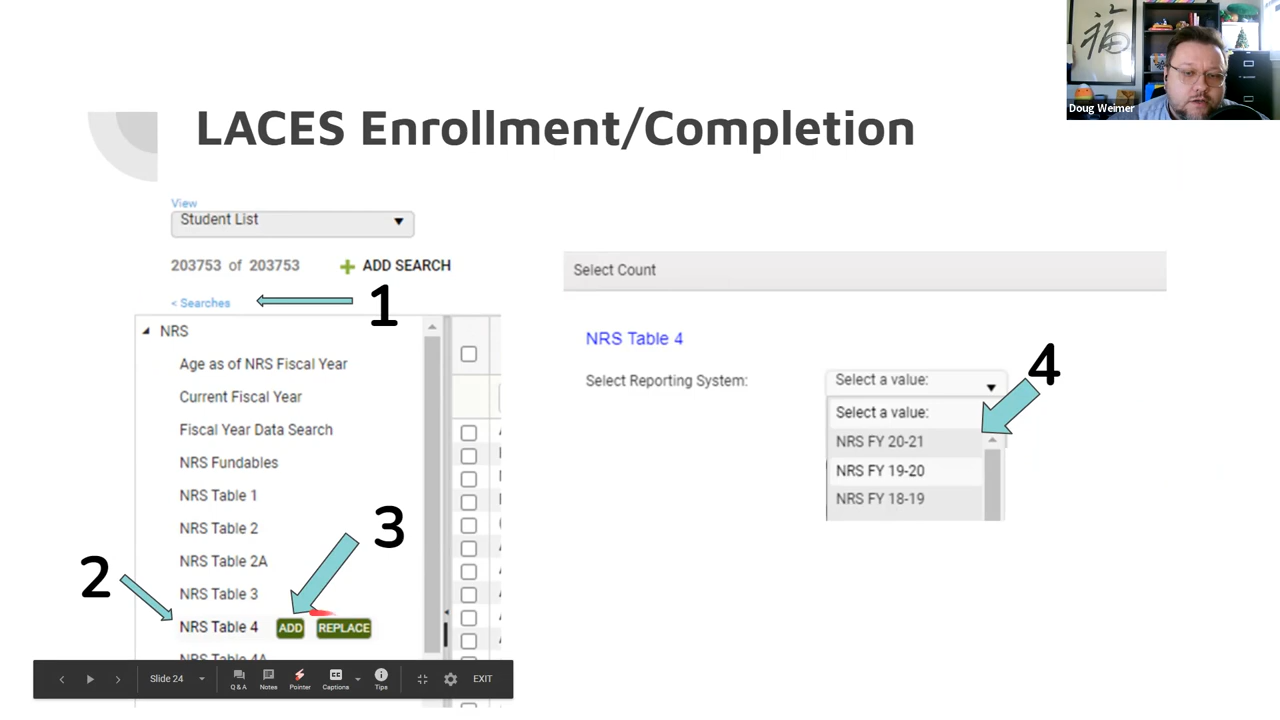 福
Doug Weimer
LACES Enrollment/Completion
View
Student List
203753 of 203753
ADD SEARCH
< Searches
1
NRS
Age as of NRS Fiscal Year
Current Fiscal Year
Fiscal Year Data Search
NRS Fundables
NRS Table 1
NRS Table 2
NRS Table 2A
NRS Table 3
NRS Table 4
ADD
REPLACE
NRS Table 4A
2
3
Select Count
NRS Table 4
Select Reporting System:
Select a value:
Select a value:
NRS FY 20-21
NRS FY 19-20
NRS FY 18-19
4
Slide 24
Q & A
Notes
Pointer
Captions
Tips
EXIT